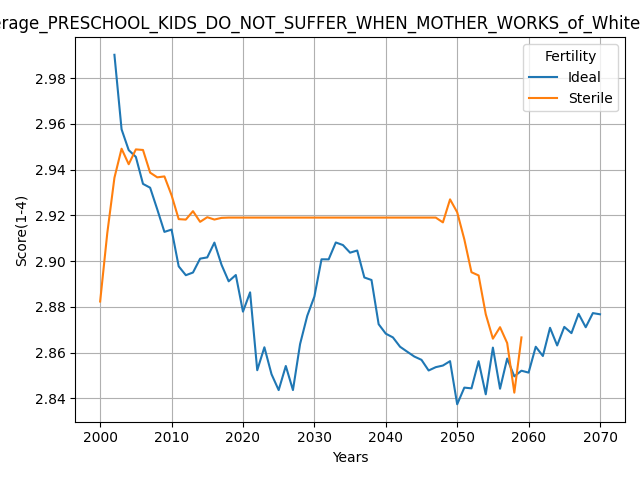 erage_PRESCHOOL_KIDS_DO_NOT_SUFFER_WHEN_MOTHER_WORKS_of_White
Fertility
Ideal
Sterile
2.98
2.96
2.94
2.92
2.90
2.88
2.86
2.84
Score(1-4)
2000 2010 2020 2030 2040 2050 2060 2070
Years